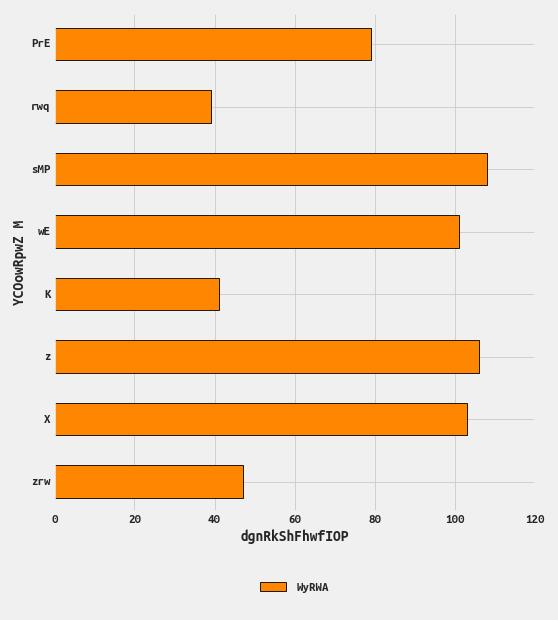 PrE
rwq
sMP
wE
K
z
X
zrw
YCOowRpwZ M
0 20 40 60 80 100 120
dgnRkShFhwfIOP
WyRWA